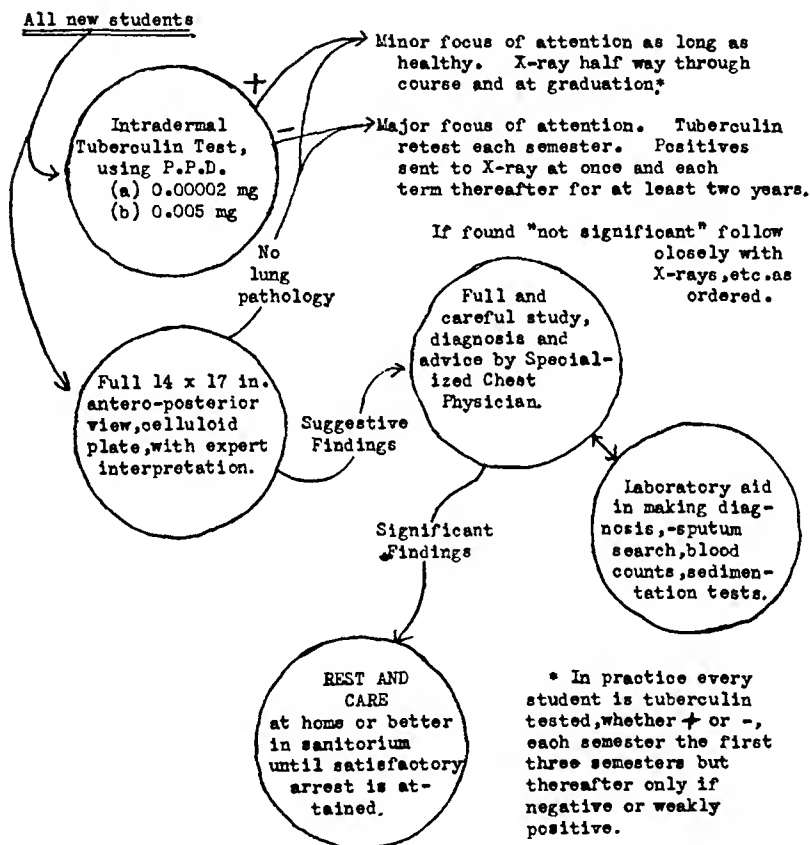 All new students
+
Minor focus of attention as long as
healthy. X-ray half way through
course and at graduation.*
Intradermal
Tuberculin Test,
using P.P.D.
(a) 0.00002 mg
(b) 0.005 mg
-
Major focus of attention. Tuberculin
retest each semester. Positives
sent to X-ray at once and each
term thereafter for at least two years.
No
lung
pathology
If found "not significant" follow
closely with
X-rays,etc.as
ordered.
Full and
careful study,
diagnosis and
advice by Special-
ized Chest
Physician.
Full 14 x 17 in.
antero-posterior
view,celluloid
plate,with expert
interpretation.
Suggestive
Findings
Laboratory aid
in making diag-
nosis,-sputum
search,blood
counts,sedimen-
tation tests.
Significant
Findings
REST AND
CARE
at home or better
in sanitorium
until satisfactory
arrest is at-
tained.
* In practice every
student is tuberculin
tested,whether + or -,
each semester the first
three semesters but
thereafter only if
negative or weakly
positive.